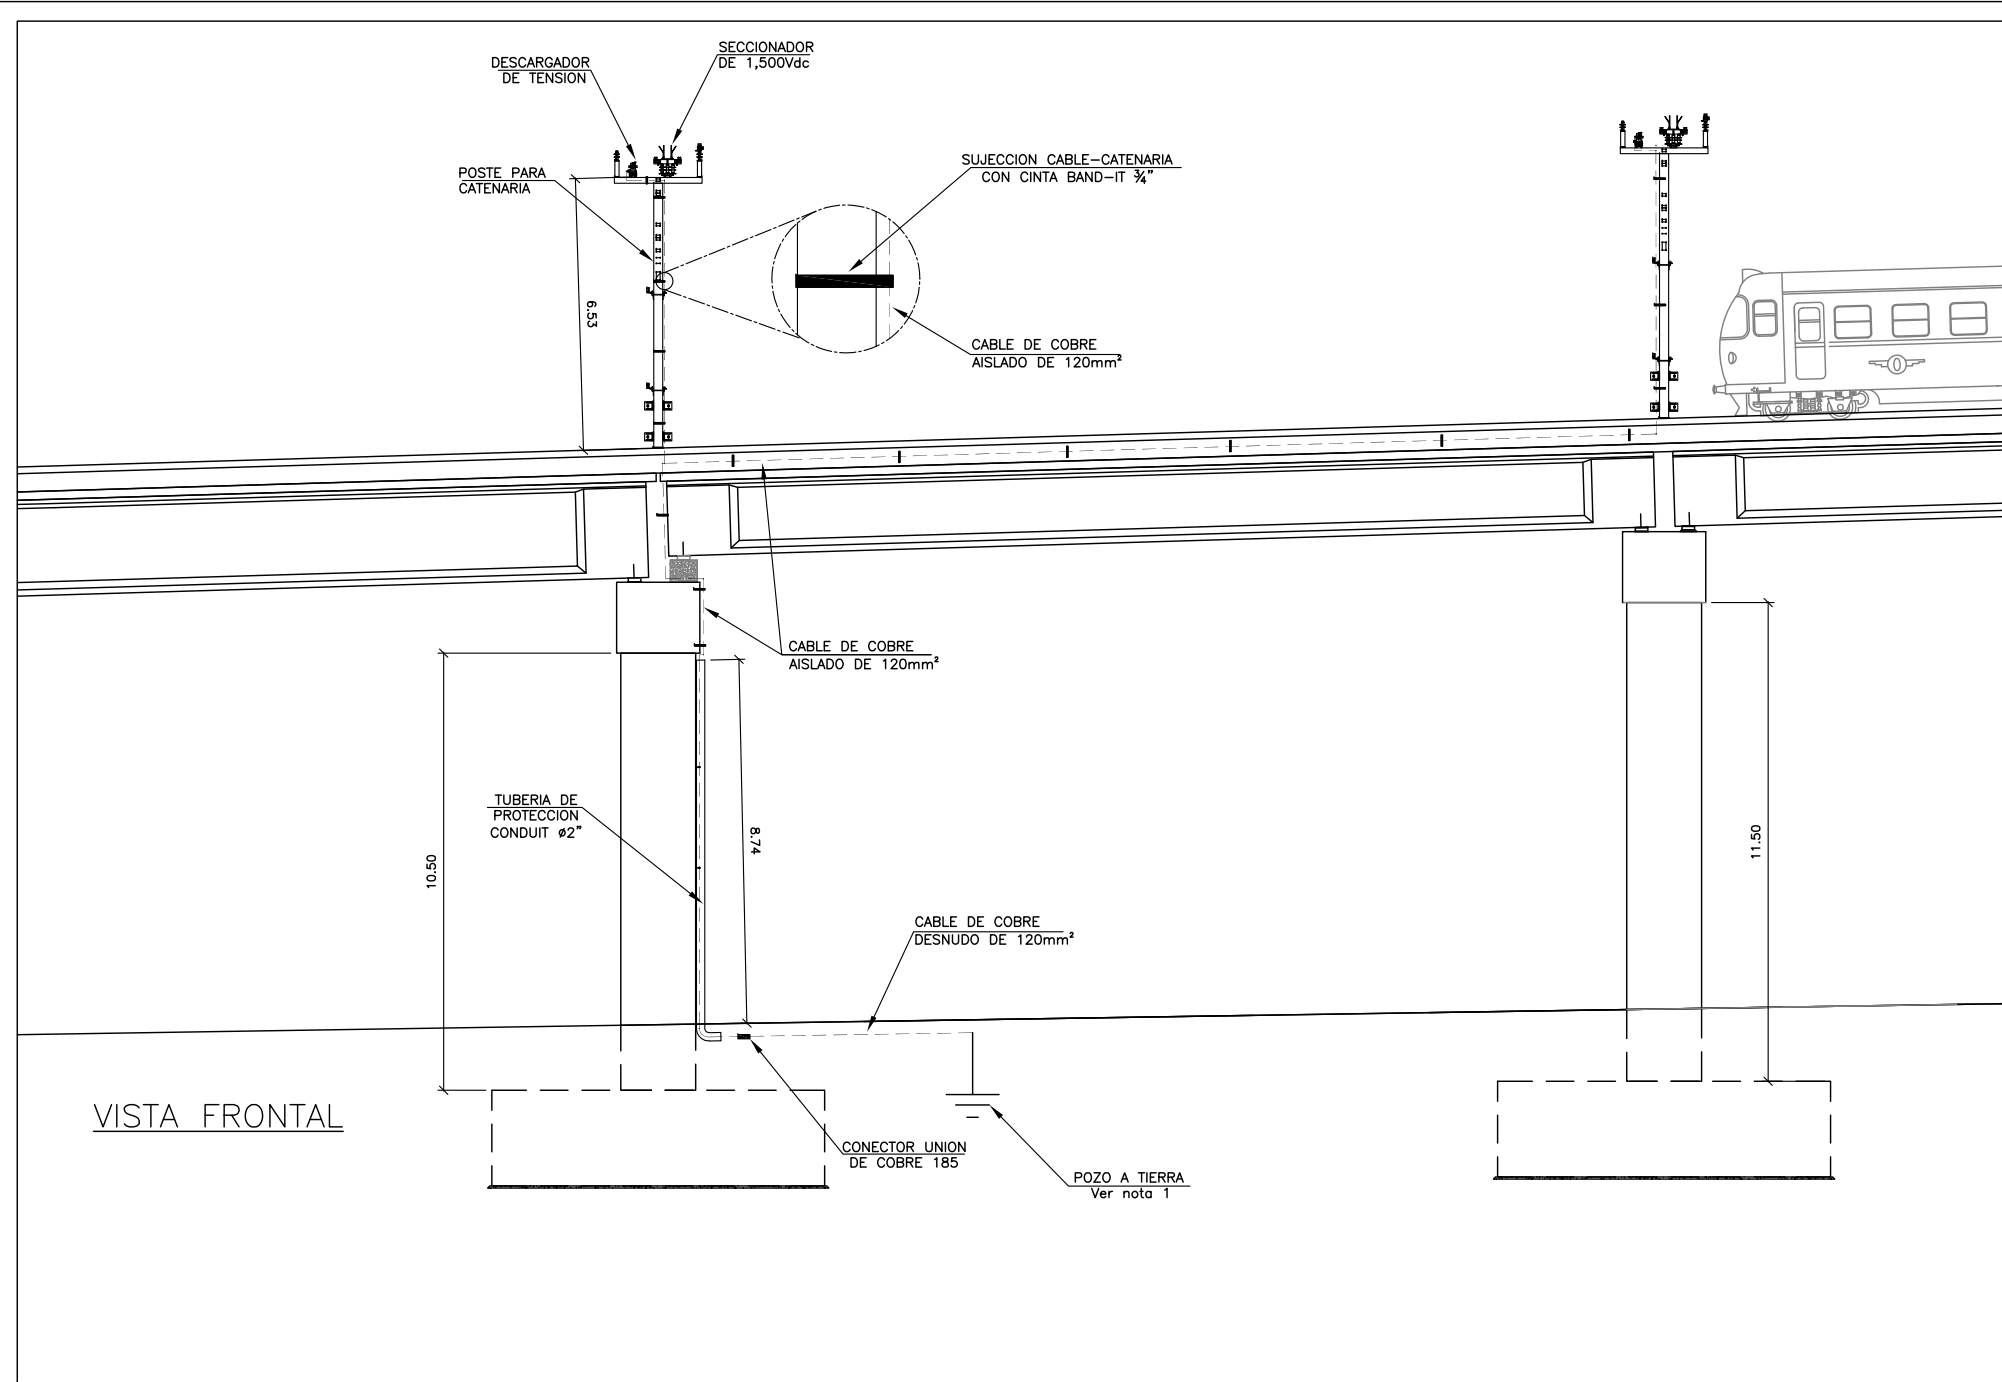 SECCIONADOR
DE 1,500Vdc
DESCARGADOR
DE TENSION
SUJECCION CABLE-CATENARIA
CON CINTA BAND-IT ¾"
POSTE PARA
CATENARIA
6.53
CABLE DE COBRE
AISLADO DE 120mm²
CABLE DE COBRE
AISLADO DE 120mm²
TUBERIA DE
PROTECCION
CONDUIT ø2"
8.74
10.50
11.50
CABLE DE COBRE
DESNUDO DE 120mm²
VISTA FRONTAL
CONECTOR UNION
DE COBRE 185
POZO A TIERRA
Ver nota 1